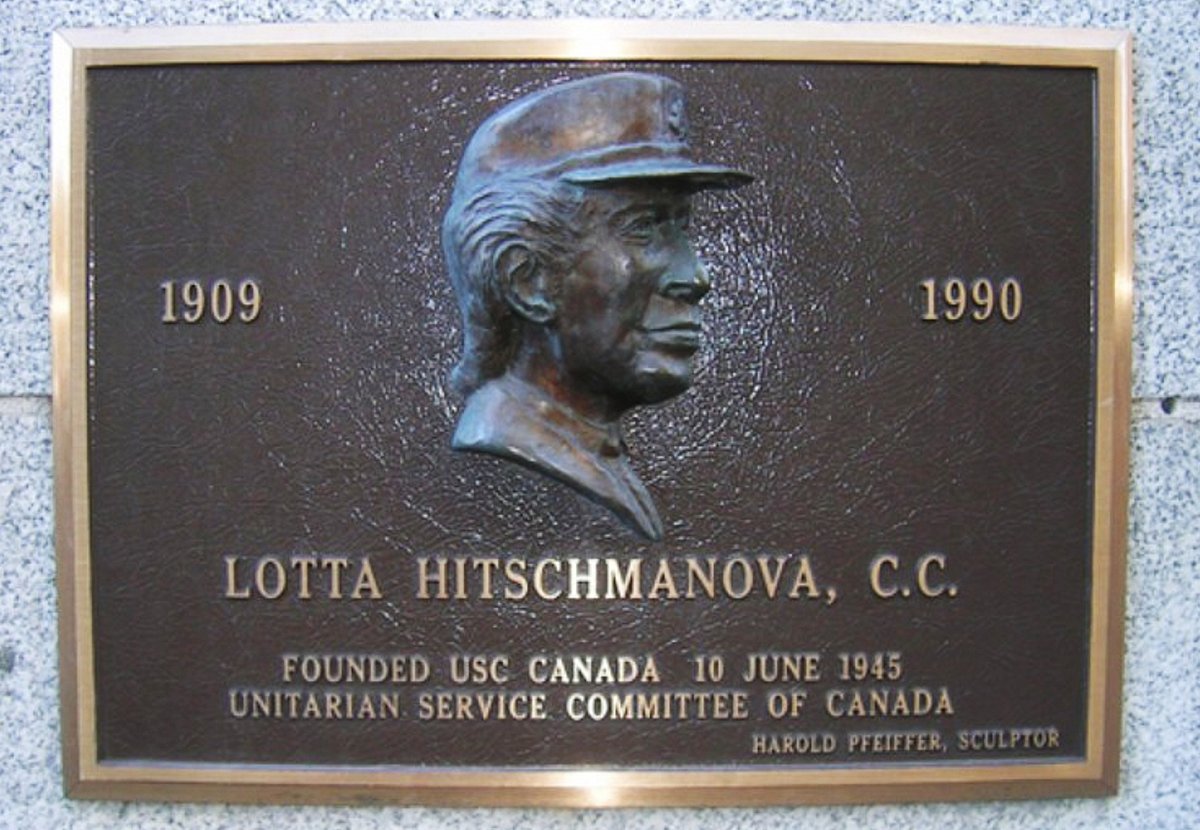 1909
1990
LOTTA HITSCHMANOVA, C.C.
FOUNDED USC CANADA 10 JUNE 1945
UNITARIAN SERVICE COMMITTEE OF CANADA
HAROLD PFEIFFER, SCULPTOR